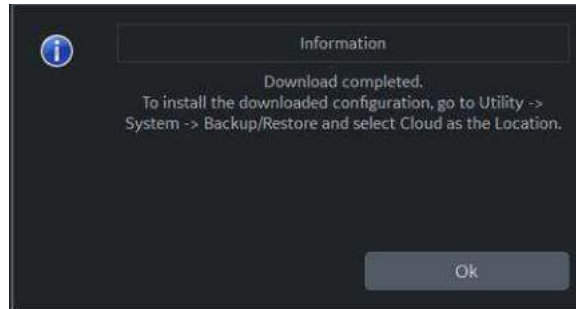 Information
Download completed.
To install the downloaded configuration, go to Utility ->
System -> Backup/Restore and select Cloud as the Location.
Ok